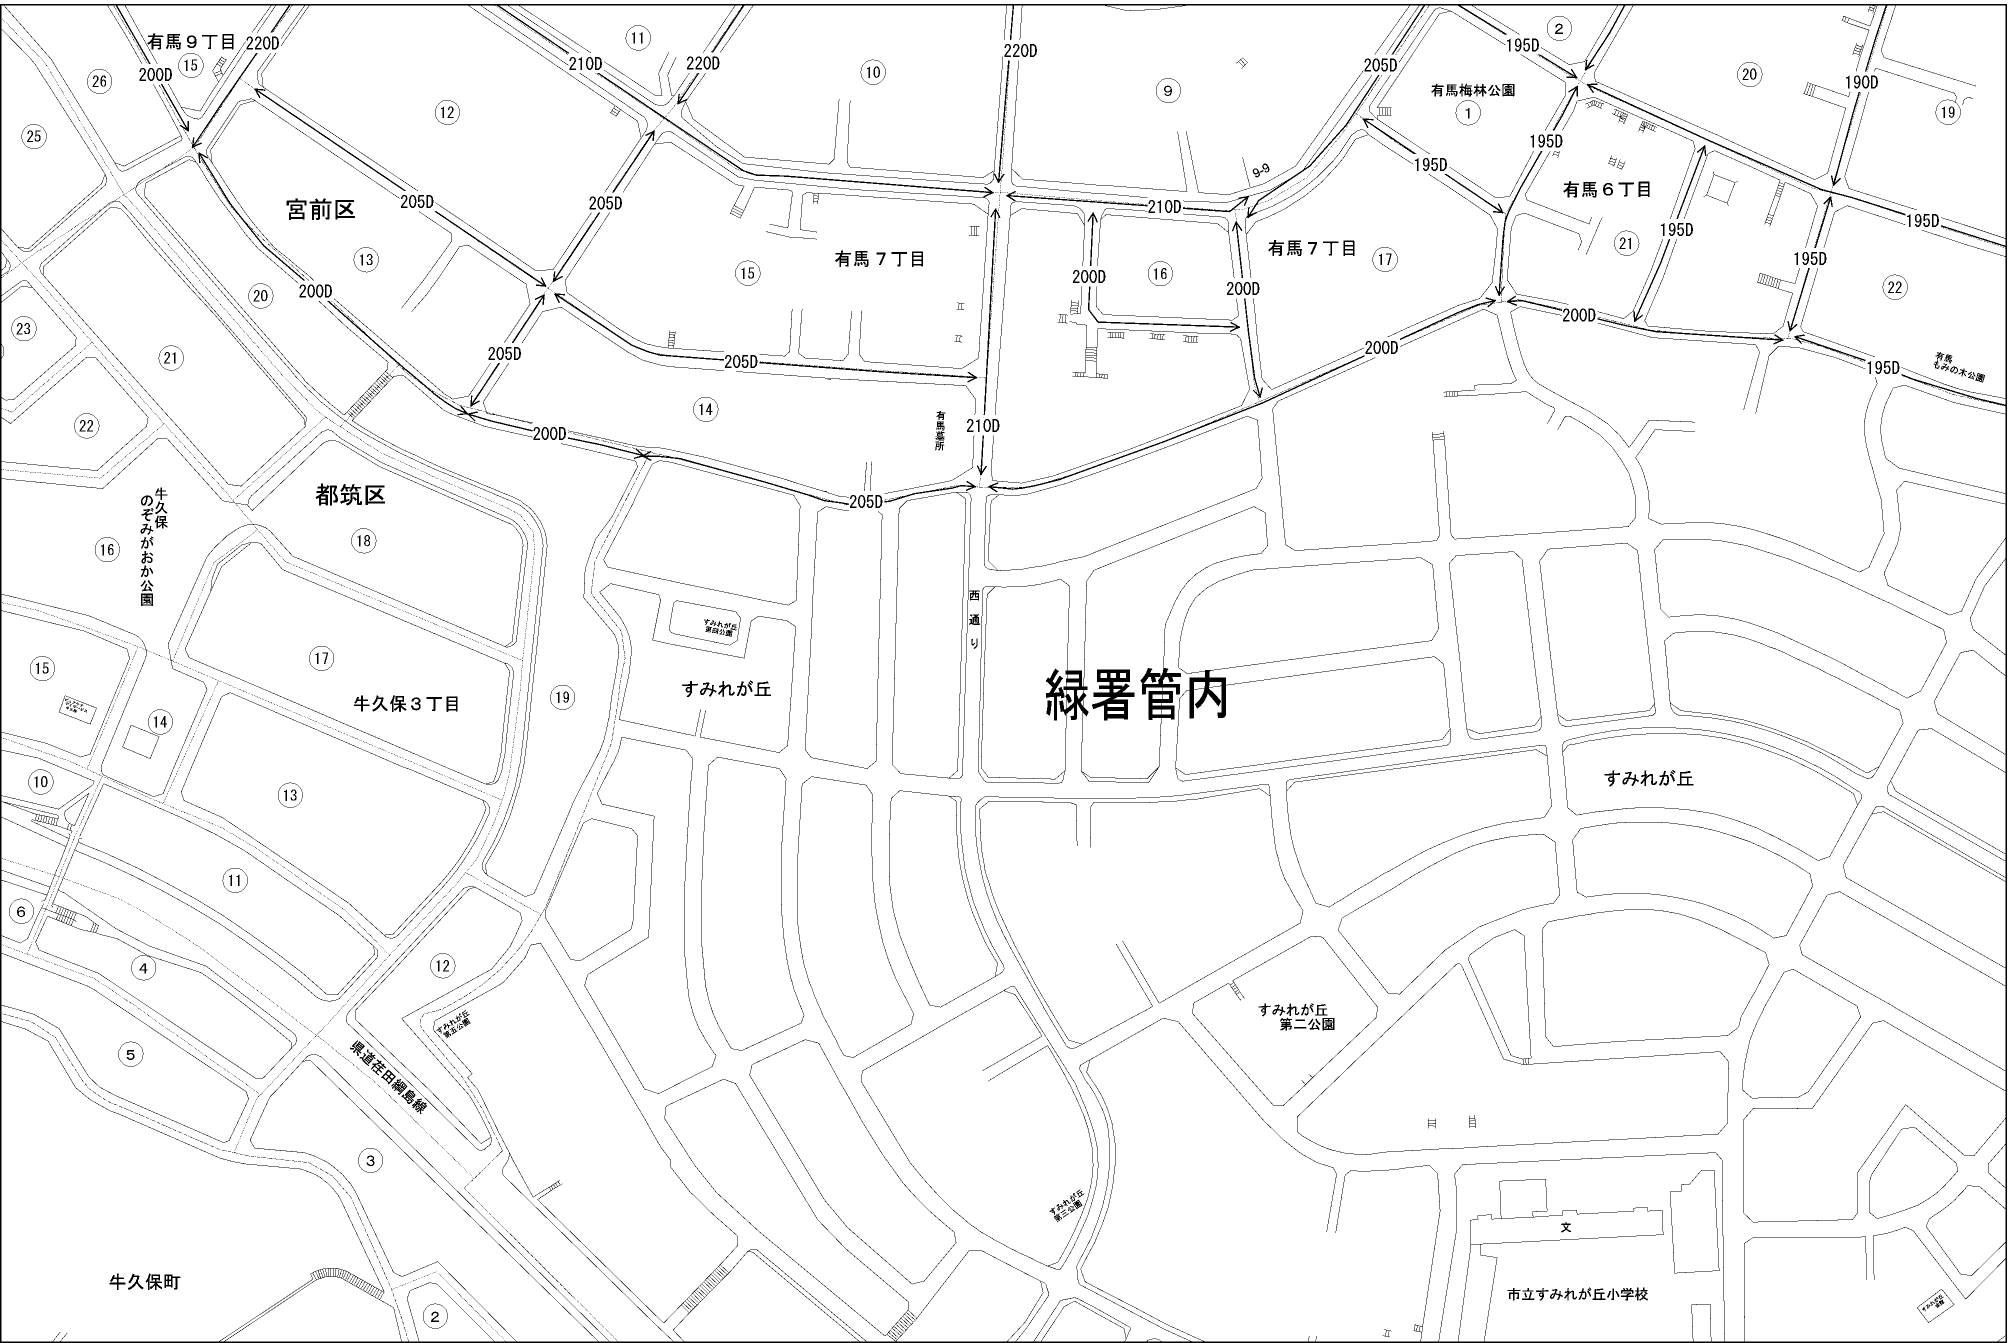 有馬９丁目
220D
⑮
200D
㉖
⑪
210D
220D
⑩
220D
⑨
205D
②
195D
⑳
190D
⑲
有馬梅林公園
①
⑫
㉕
195D
195D
9-9
宮前区
205D
205D
210D
有馬６丁目
195D
195D
㉑
195D
⑬
有馬７丁目
有馬７丁目
⑰
⑮
200D
⑯
200D
㉒
⑳
200D
200D
㉓
㉑
205D
205D
200D
195D
有馬
もみの木公園
⑭
有馬墓所
210D
㉒
200D
都筑区
205D
牛久保
のぞみがおか公園
⑯
⑱
西通り
すみれが丘
第四公園
⑮
⑰
牛久保３丁目
⑲
すみれが丘
緑署管内
⑭
すみれが丘
⑩
⑬
⑪
⑥
④
⑫
すみれが丘
第五公園
すみれが丘
第二公園
⑤
県道荏田綱島線
③
すみれが丘
第三公園
文
牛久保町
市立すみれが丘小学校
②